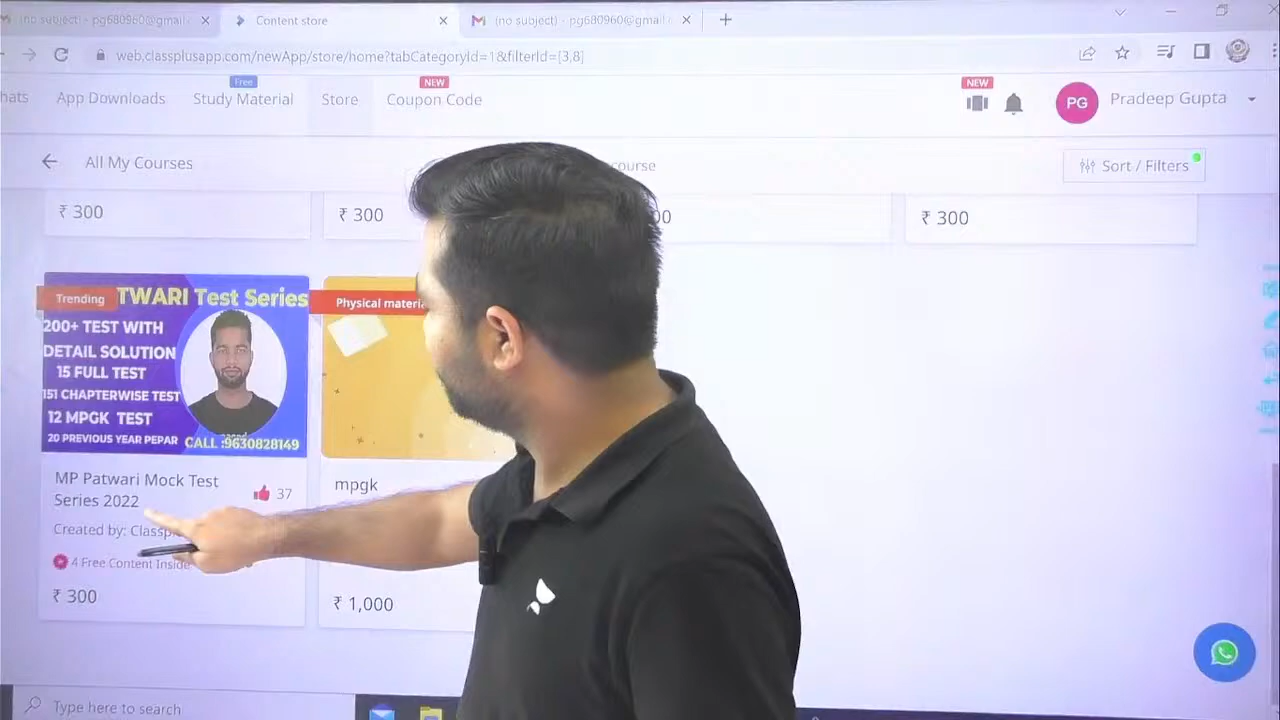 (no subject) - pg680960@gmail
Content store
(no subject) - pg680960@gmail
web.classplusapp.com/newApp/store/home?tabCategoryId=1&filterId=[3,8]
hats
App Downloads
Free
Study Material
Store
NEW
Coupon Code
NEW
PG
Pradeep Gupta
All My Courses
course
Sort / Filters
₹ 300
₹ 300
00
₹ 300
Trending
TWARI Test Series
200+ TEST WITH
DETAIL SOLUTION
15 FULL TEST
151 CHAPTERWISE TEST
12 MPGK TEST
20 PREVIOUS YEAR PEPAR
CALL :9630828149
MP Patwari Mock Test
Series 2022
37
Created by: Classp
4 Free Content Inside
₹ 300
Physical materia
mpgk
₹ 1,000
Type here to search